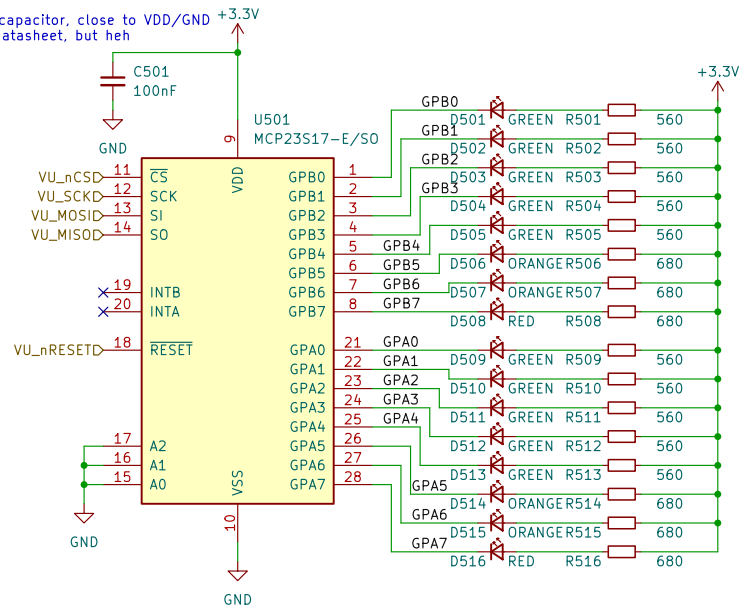 capacitor, close to VDD/GND
atasheet, but heh
+3.3V
C501
100nF
GND
U501
MCP23S17-E/SO
+3.3V
9
VDD
VU_nCS 11 CS
VU_SCK 12 SCK
VU_MOSI 13 SI
VU_MISO 14 SO
19 INTB
20 INTA
VU_nRESET 18 RESET
17 A2
16 A1
15 A0
GND
VSS
10
GND
GPB0 1
GPB1 2
GPB2 3
GPB3 4
GPB4 5
GPB5 6
GPB6 7
GPB7 8
GPA0 21
GPA1 22
GPA2 23
GPA3 24
GPA4 25
GPA5 26
GPA6 27
GPA7 28
GPB0
D501 GREEN R501 560
GPB1
D502 GREEN R502 560
GPB2
D503 GREEN R503 560
GPB3
D504 GREEN R504 560
GPB4
D505 GREEN R505 560
GPB5
D506 ORANGE R506 680
GPB6
D507 ORANGE R507 680
GPB7
D508 RED R508 680
GPA0
D509 GREEN R509 560
GPA1
D510 GREEN R510 560
GPA2
D511 GREEN R511 560
GPA3
D512 GREEN R512 560
GPA4
D513 GREEN R513 560
GPA5
D514 ORANGE R514 680
GPA6
D515 ORANGE R515 680
GPA7
D516 RED R516 680